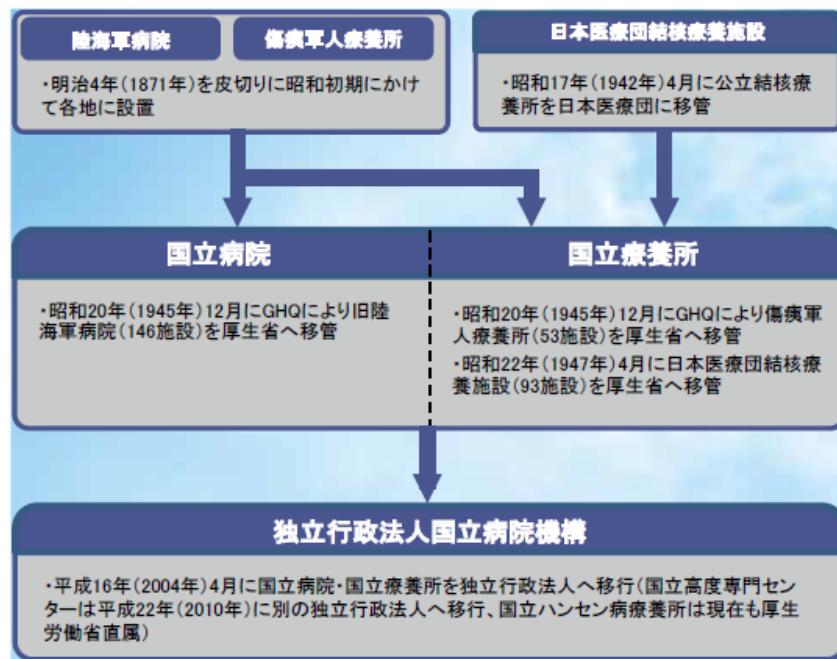 陸海軍病院
傷痍軍人療養所
・明治4年(1871年)を皮切りに昭和初期にかけ
て各地に設置
日本医療団結核療養施設
・昭和17年(1942年)4月に公立結核療
養所を日本医療団に移管
国立病院
・昭和20年(1945年)12月にGHQにより旧陸
海軍病院(146施設)を厚生省へ移管
国立療養所
・昭和20年(1945年)12月にGHQにより傷痍軍
人療養所(53施設)を厚生省へ移管
・昭和22年(1947年)4月に日本医療団結核療
養施設(93施設)を厚生省へ移管
独立行政法人国立病院機構
・平成16年(2004年)4月に国立病院・国立療養所を独立行政法人へ移行(国立高度専門セン
ターは平成22年(2010年)に別の独立行政法人へ移行、国立ハンセン病療養所は現在も厚生
労働省直属)